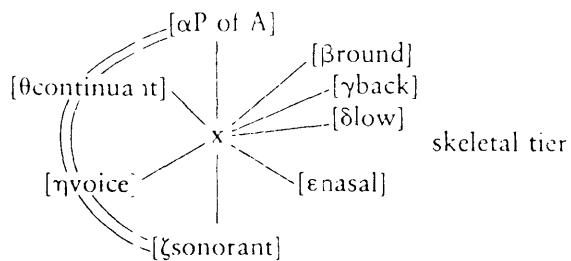 [αP of A]
[βround]
[θcontinuant]
[γback]
[δlow]
x
skeletal tier
[ηvoice]
[εnasal]
[ζsonorant]